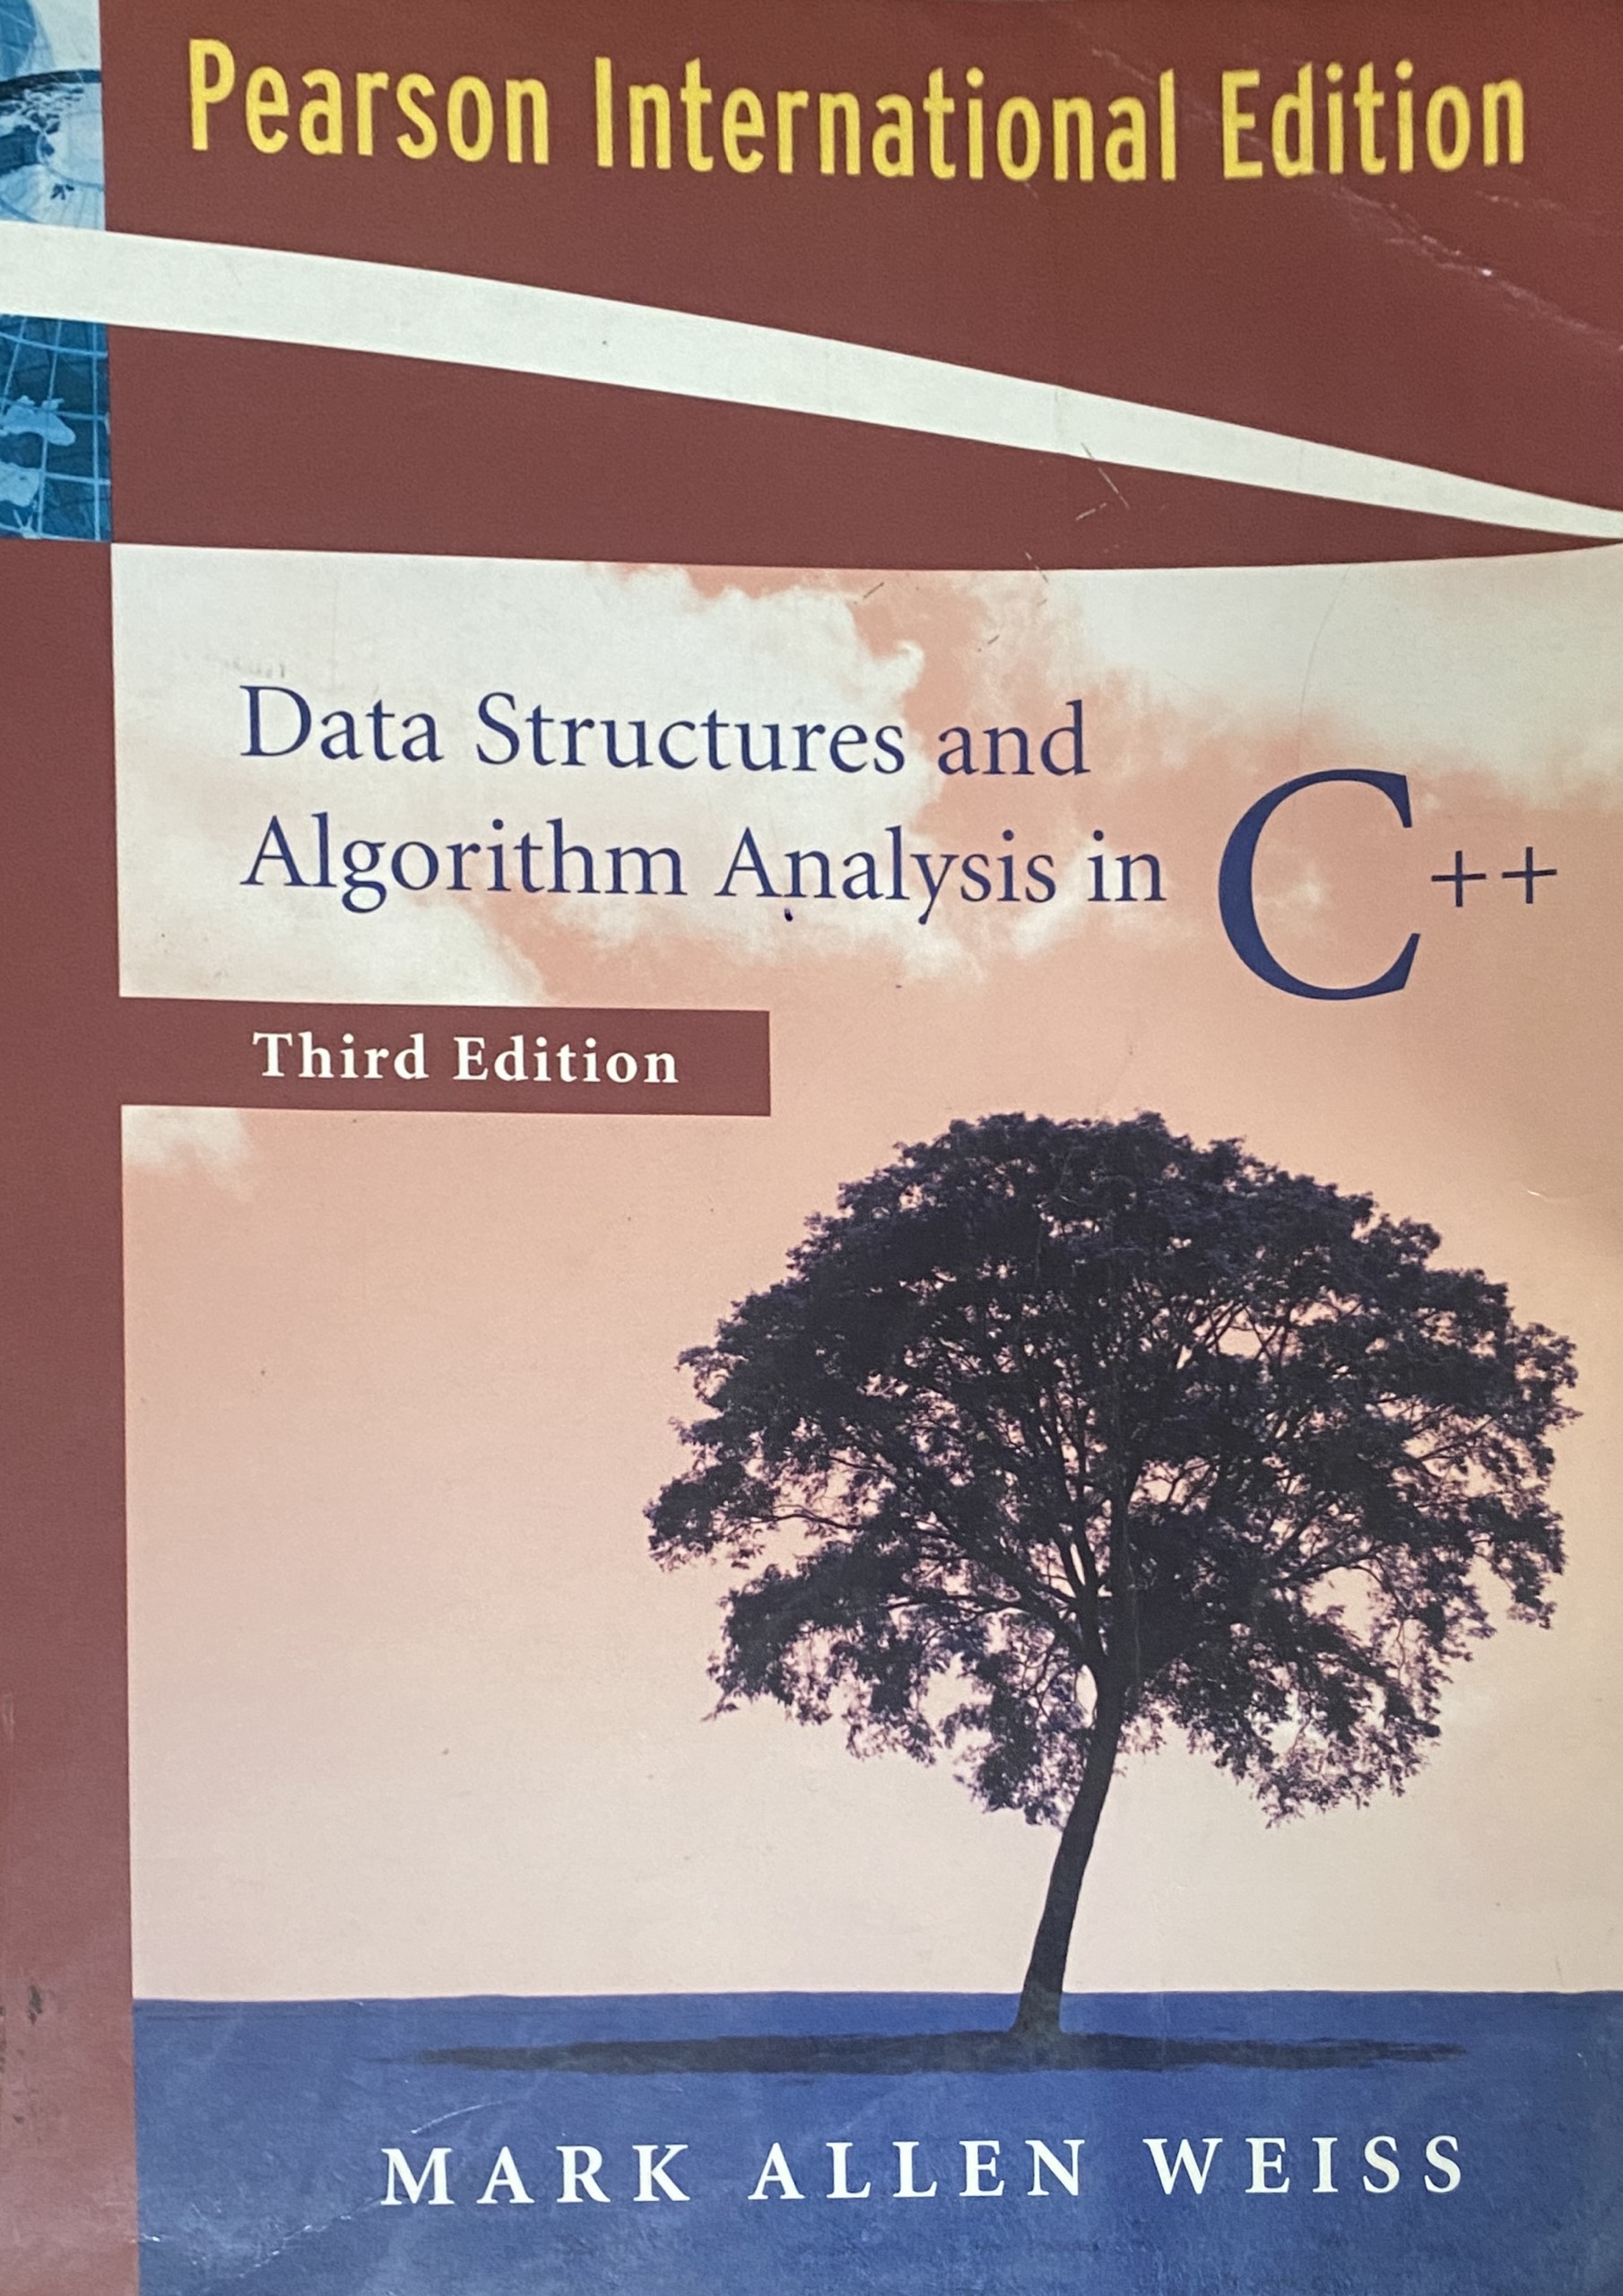 Pearson International Edition
Data Structures and
Algorithm Analysis in C++
Third Edition
MARK ALLEN WEISS